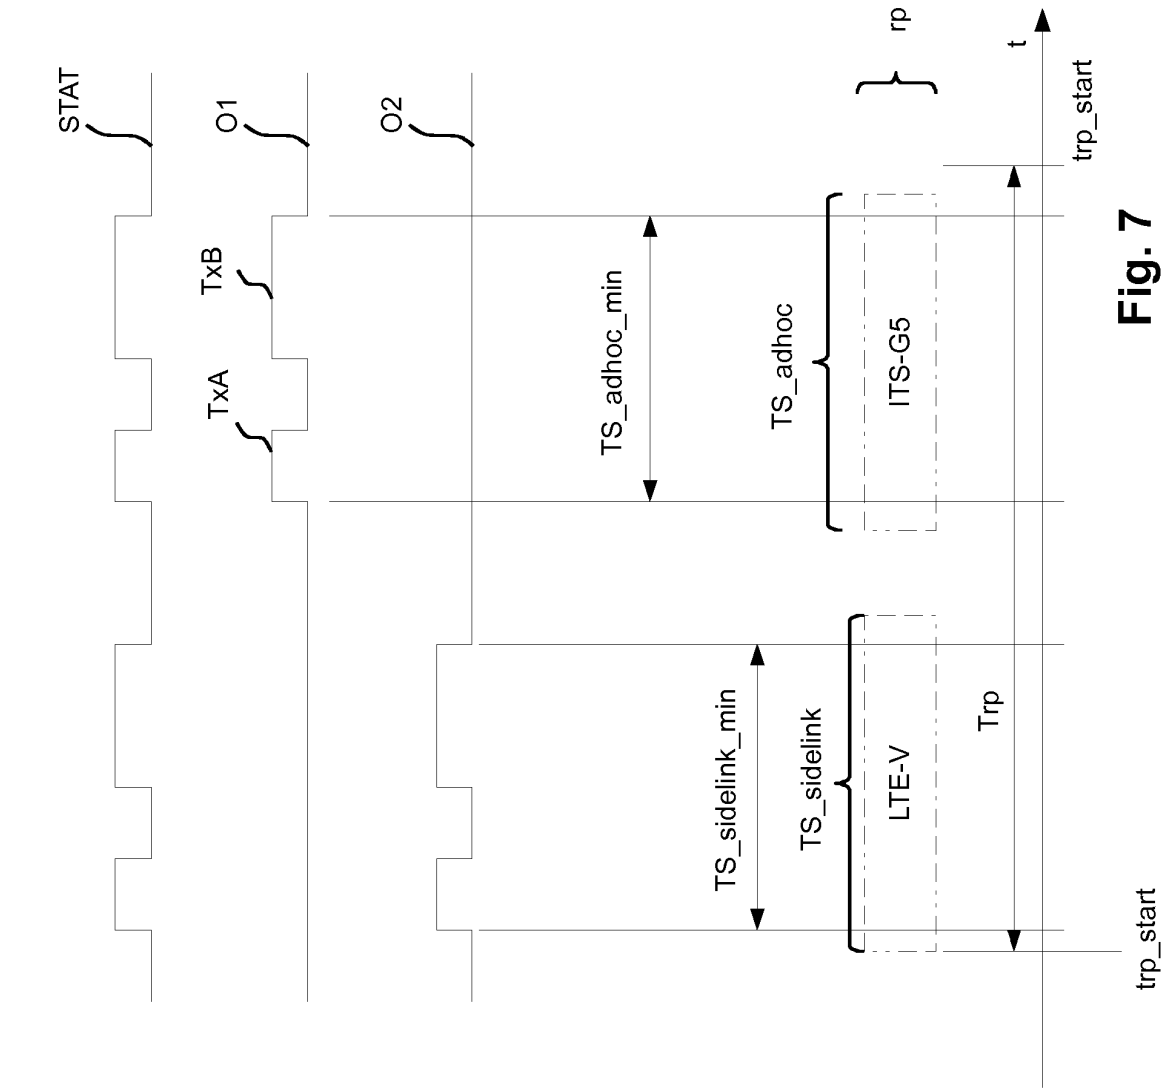 STAT
O1
TxA
TxB
O2
TS_adhoc_min
TS_sidelink_min
TS_adhoc
TS_sidelink
LTE-V
ITS-G5
rp
Trp
t
trp_start
trp_start
Fig. 7